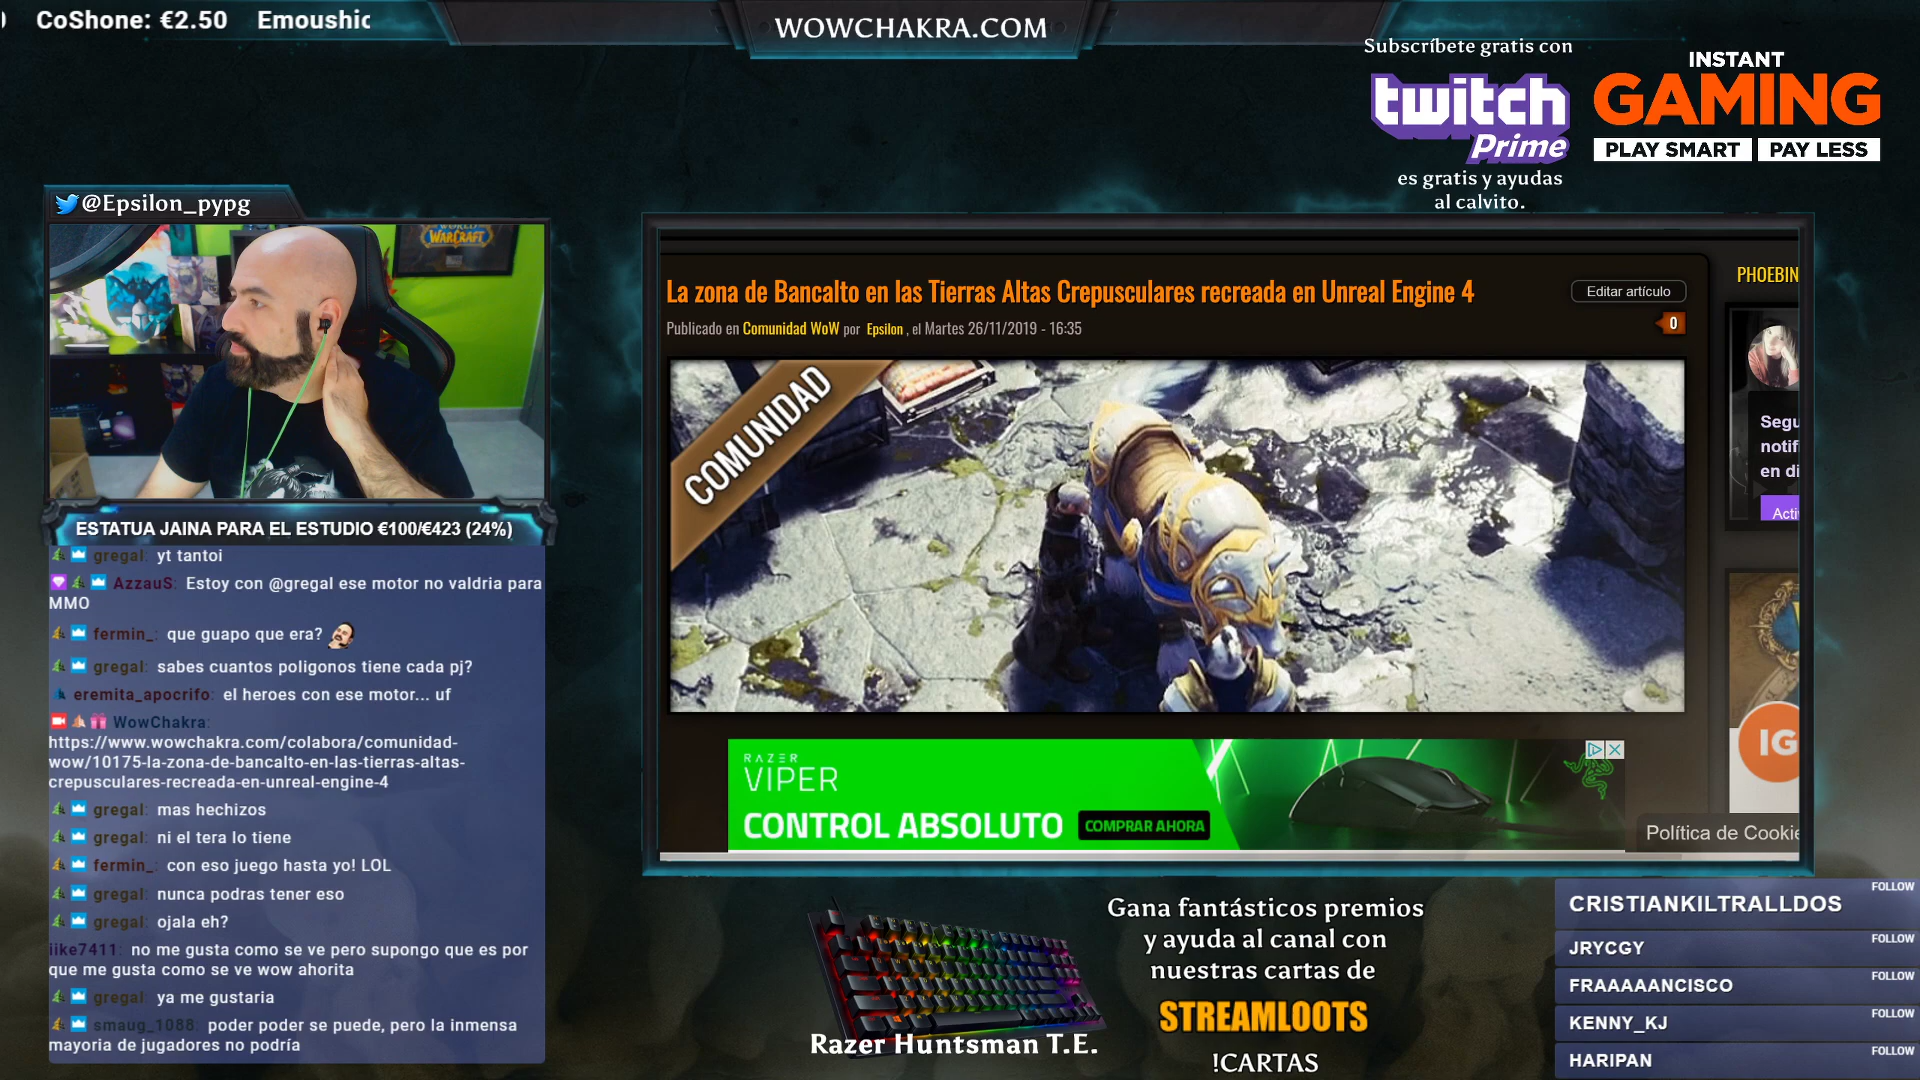 CoShone: €2.50 Emoushic
WOWCHAKRA.COM
Subscríbete gratis con
twitch
Prime
es gratis y ayudas
al calvito.
INSTANT
GAMING
PLAY SMART PAY LESS
@Epsilon_pypg
WORLD
WARCRAFT
ESTATUA JAINA PARA EL ESTUDIO €100/€423 (24%)
gregal: yt tantoi
AzzauS: Estoy con @gregal ese motor no valdria para
MMO
fermin_: que guapo que era?
gregal: sabes cuantos poligonos tiene cada pj?
eremita_apocrifo: el heroes con ese motor... uf
WowChakra:
https://www.wowchakra.com/colabora/comunidad-
wow/10175-la-zona-de-bancalto-en-las-tierras-altas-
crepusculares-recreada-en-unreal-engine-4
gregal: mas hechizos
gregal: ni el tera lo tiene
fermin_: con eso juego hasta yo! LOL
gregal: nunca podras tener eso
gregal: ojala eh?
iike7411: no me gusta como se ve pero supongo que es por
que me gusta como se ve wow ahorita
gregal: ya me gustaria
smaug_1088: poder poder se puede, pero la inmensa
mayoria de jugadores no podría
La zona de Bancalto en las Tierras Altas Crepusculares recreada en Unreal Engine 4
Editar artículo
Publicado en Comunidad WoW por Epsilon , el Martes 26/11/2019 - 16:35
0
COMUNIDAD
PHOEBIN
Segu
notifi
en di
Acti
IG
RAZER
VIPER
CONTROL ABSOLUTO COMPRAR AHORA
Política de Cookie
Razer Huntsman T.E.
Gana fantásticos premios
y ayuda al canal con
nuestras cartas de
STREAMLOOTS
!CARTAS
CRISTIANKILTRALLDOS FOLLOW
JRYCGY FOLLOW
FRAAAAANCISCO FOLLOW
KENNY_KJ FOLLOW
HARIPAN FOLLOW